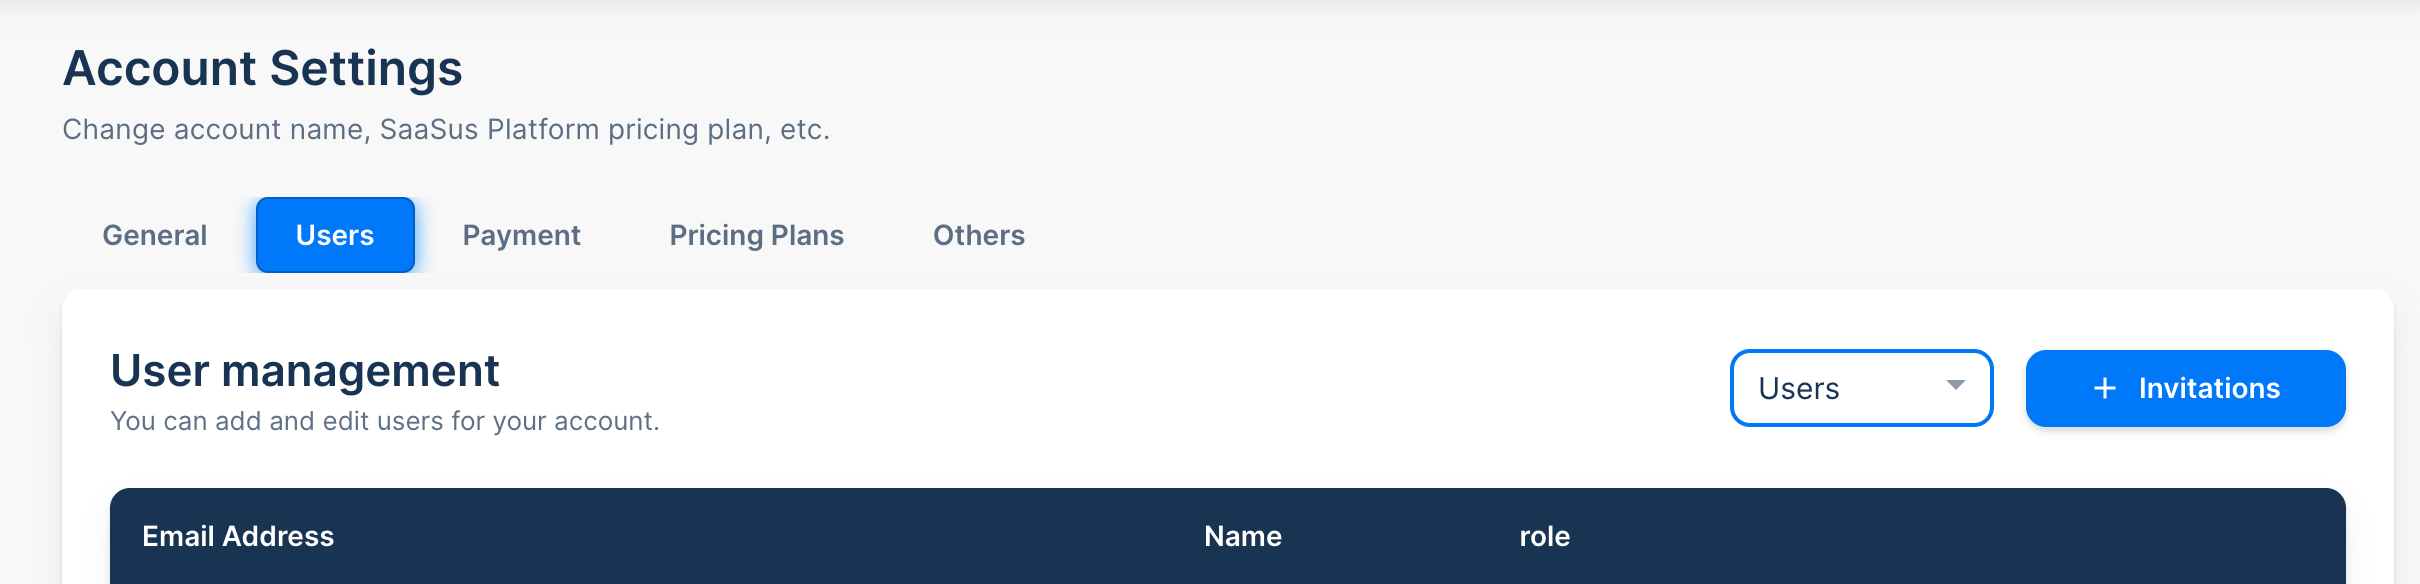 Account Settings
Change account name, SaaSus Platform pricing plan, etc.
General Users Payment Pricing Plans Others
User management
You can add and edit users for your account.
Users
+ Invitations
Email Address Name role